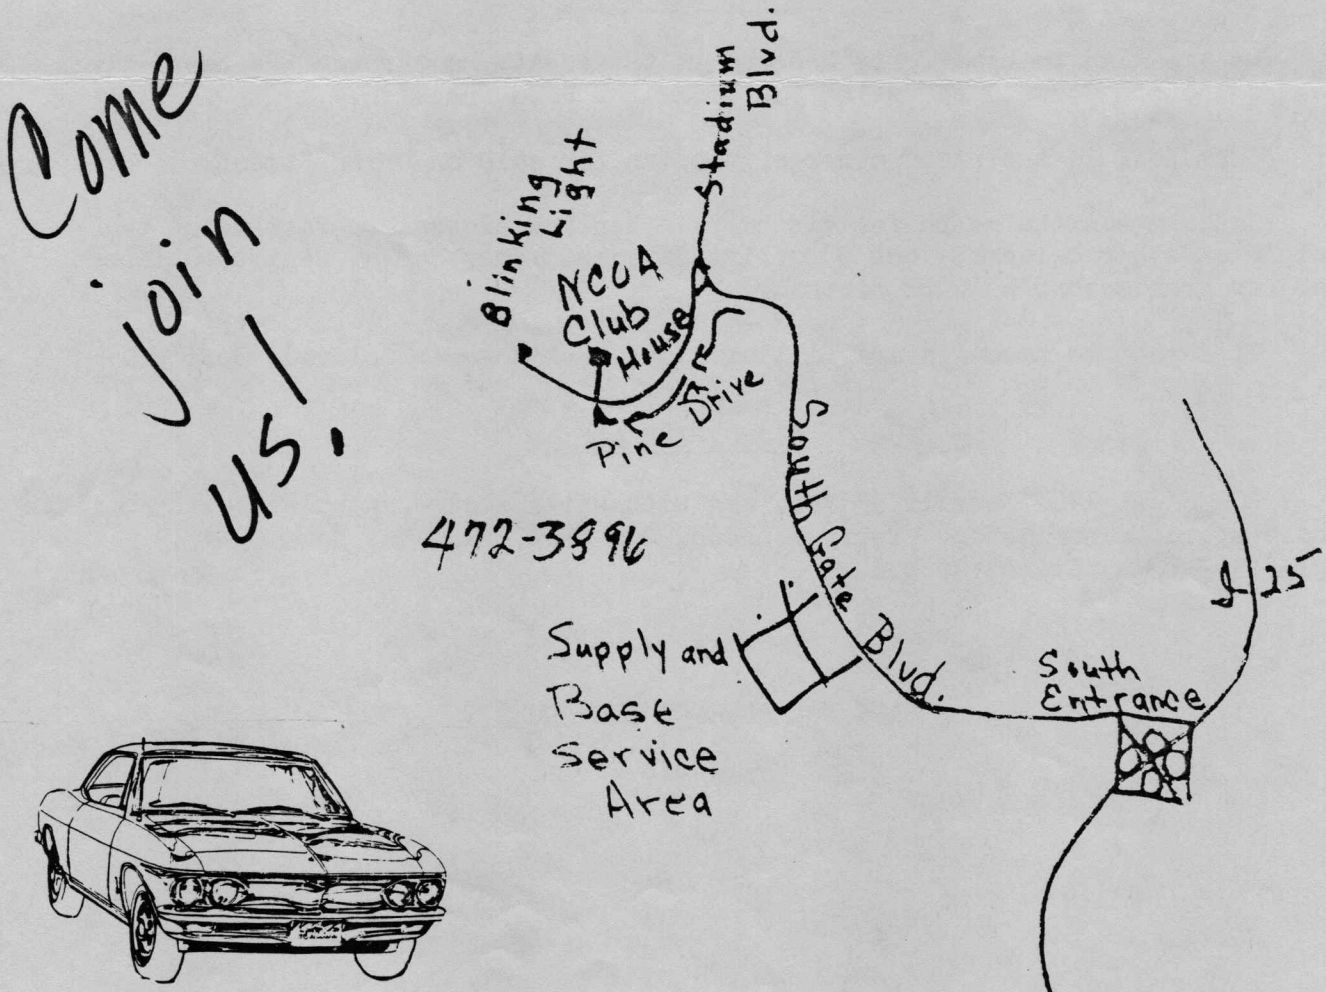 Come
join
us!
Stadium
Blvd.
Blinking
Light
NCOA
Club
House
Pine Drive
South Gate Blvd.
472-3896
Supply and
Base
Service
Area
South
Entrance
I 25